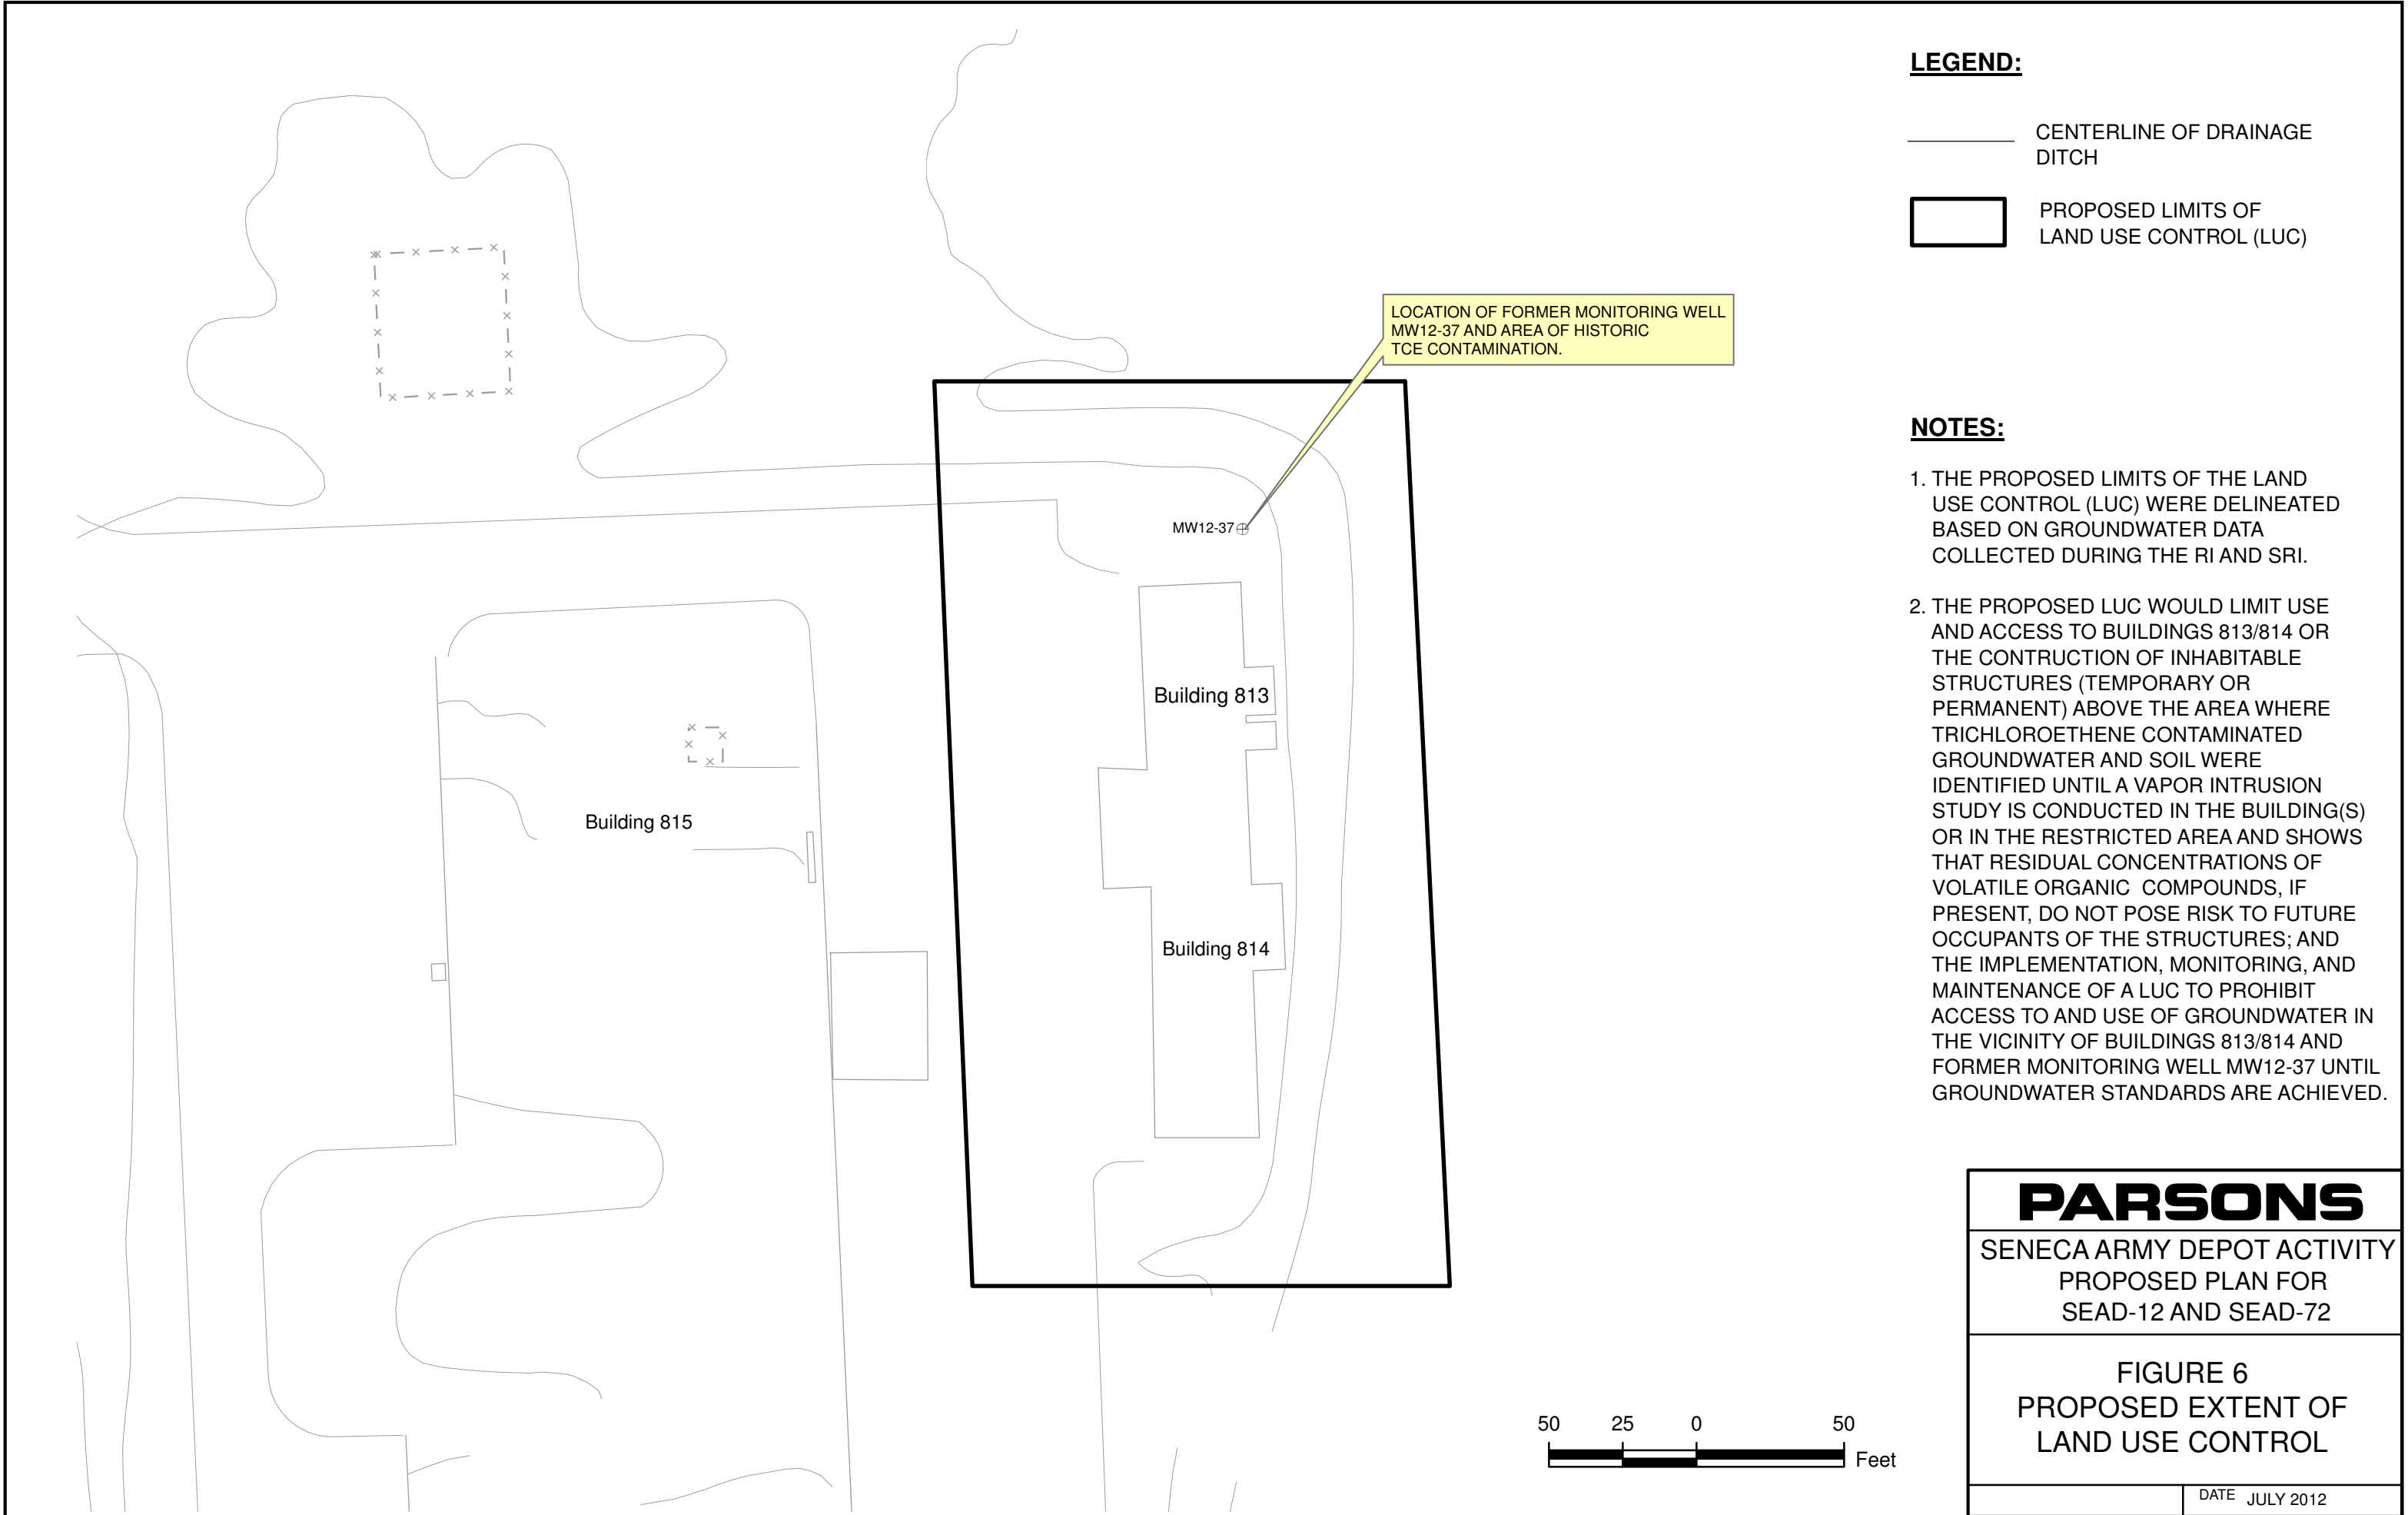 LEGEND:
CENTERLINE OF DRAINAGE
DITCH
PROPOSED LIMITS OF
LAND USE CONTROL (LUC)
LOCATION OF FORMER MONITORING WELL
MW12-37 AND AREA OF HISTORIC
TCE CONTAMINATION.
MW12-37
Building 813
Building 815
Building 814
NOTES:
1. THE PROPOSED LIMITS OF THE LAND
USE CONTROL (LUC) WERE DELINEATED
BASED ON GROUNDWATER DATA
COLLECTED DURING THE RI AND SRI.
2. THE PROPOSED LUC WOULD LIMIT USE
AND ACCESS TO BUILDINGS 813/814 OR
THE CONTRUCTION OF INHABITABLE
STRUCTURES (TEMPORARY OR
PERMANENT) ABOVE THE AREA WHERE
TRICHLOROETHENE CONTAMINATED
GROUNDWATER AND SOIL WERE
IDENTIFIED UNTIL A VAPOR INTRUSION
STUDY IS CONDUCTED IN THE BUILDING(S)
OR IN THE RESTRICTED AREA AND SHOWS
THAT RESIDUAL CONCENTRATIONS OF
VOLATILE ORGANIC COMPOUNDS, IF
PRESENT, DO NOT POSE RISK TO FUTURE
OCCUPANTS OF THE STRUCTURES; AND
THE IMPLEMENTATION, MONITORING, AND
MAINTENANCE OF A LUC TO PROHIBIT
ACCESS TO AND USE OF GROUNDWATER IN
THE VICINITY OF BUILDINGS 813/814 AND
FORMER MONITORING WELL MW12-37 UNTIL
GROUNDWATER STANDARDS ARE ACHIEVED.
50 25 0 50
Feet
PARSONS
SENECA ARMY DEPOT ACTIVITY
PROPOSED PLAN FOR
SEAD-12 AND SEAD-72
FIGURE 6
PROPOSED EXTENT OF
LAND USE CONTROL
DATE JULY 2012